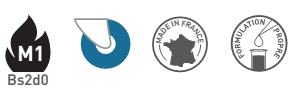 M1
Bs2d0
MADE IN FRANCE
FORMULATION PROPRE